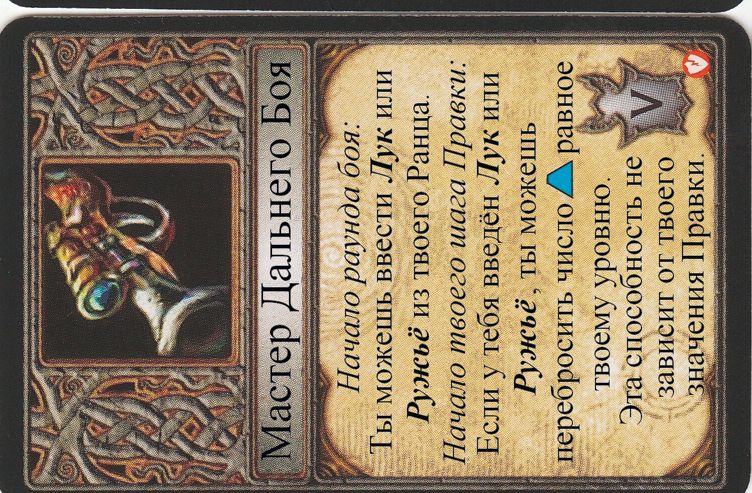 Мастер Дальнего Боя
Начало раунда боя:
Ты можешь ввести Лук или
Ружьё из твоего Ранца.
Начало твоего шага Правки:
Если у тебя введён Лук или
Ружьё, ты можешь
перебросить число равное
твоему уровню.
Эта способность не
зависит от твоего
значения Правки.
V